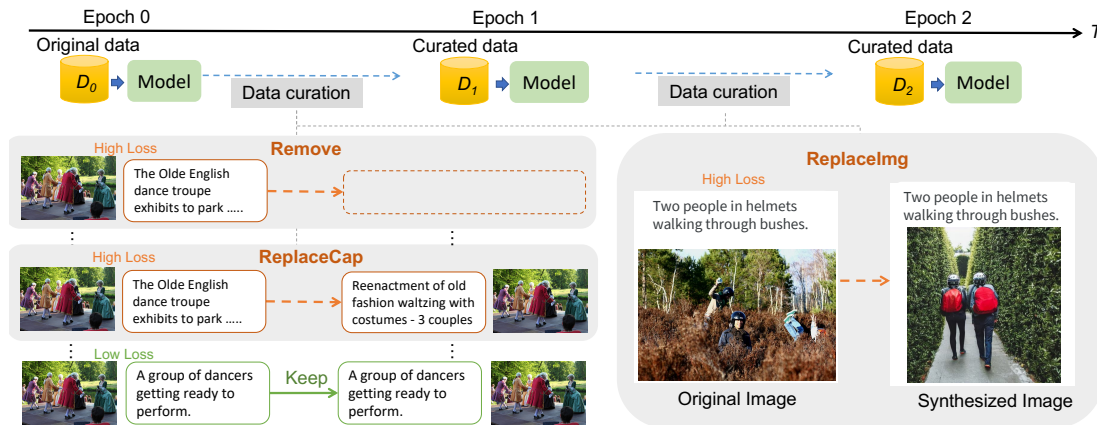 Epoch 0
Epoch 1
Epoch 2
T
Original data
Curated data
Curated data
D0
Model
Data curation
D1
Model
Data curation
D2
Model
High Loss
Remove
The Olde English
dance troupe
exhibits to park .....
High Loss
ReplaceCap
The Olde English
dance troupe
exhibits to park .....
Reenactment of old
fashion waltzing with
costumes - 3 couples
Low Loss
A group of dancers
getting ready to
perform.
Keep
A group of dancers
getting ready to
perform.
ReplaceImg
High Loss
Two people in helmets
walking through bushes.
Original Image
Two people in helmets
walking through bushes.
Synthesized Image